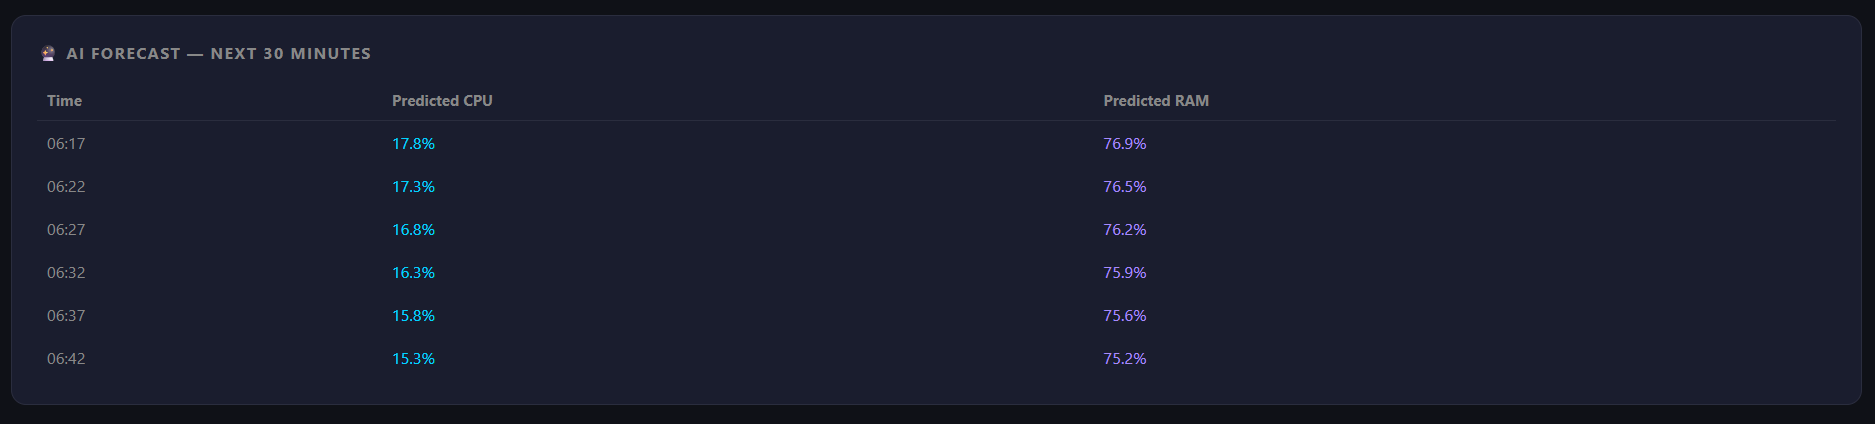 🔮 AI FORECAST — NEXT 30 MINUTES
Time Predicted CPU Predicted RAM
06:17 17.8% 76.9%
06:22 17.3% 76.5%
06:27 16.8% 76.2%
06:32 16.3% 75.9%
06:37 15.8% 75.6%
06:42 15.3% 75.2%